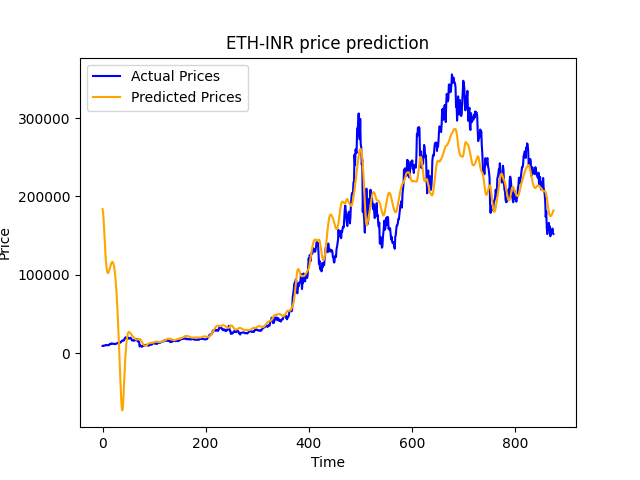 ETH-INR price prediction
Actual Prices
Predicted Prices
300000
200000
100000
0
Price
0 200 400 600 800
Time